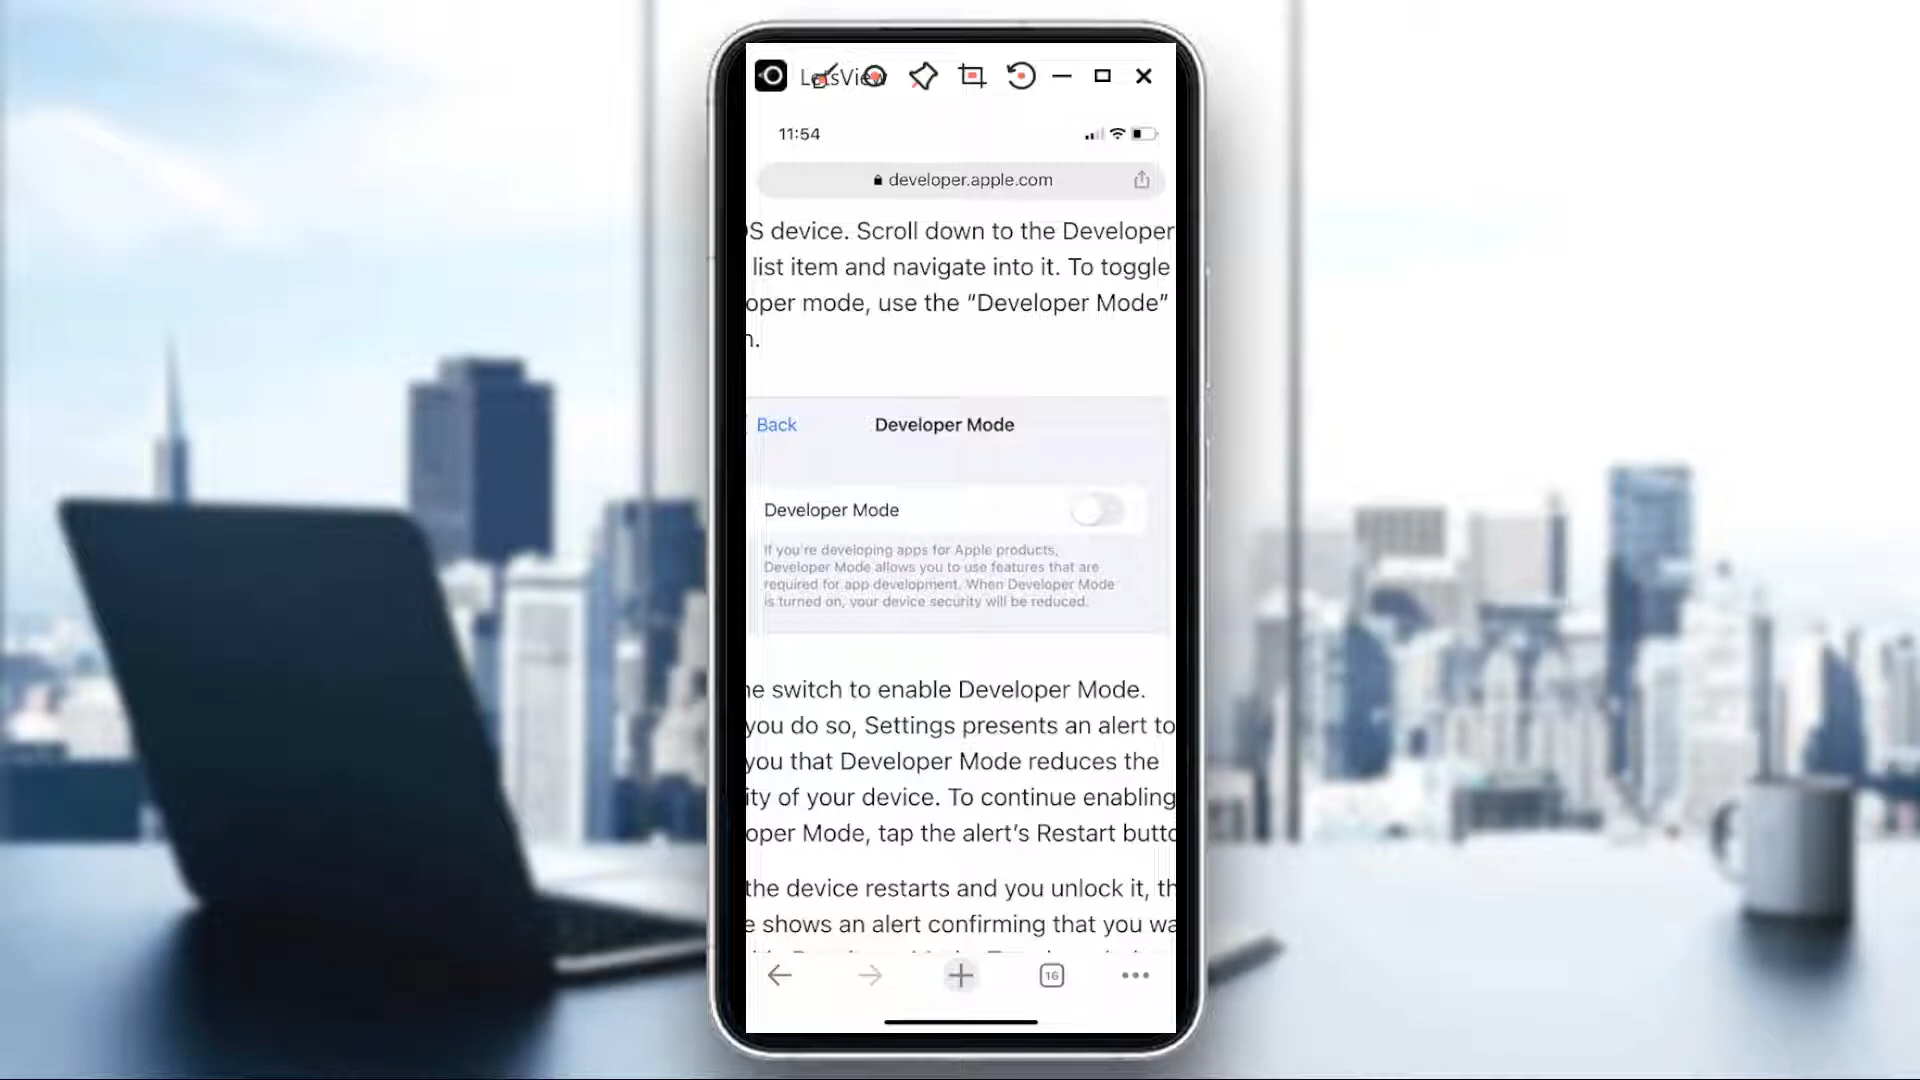 LetsView
11:54
developer.apple.com
S device. Scroll down to the Developer
list item and navigate into it. To toggle
oper mode, use the “Developer Mode”
n.
Back Developer Mode
Developer Mode
If you're developing apps for Apple products,
Developer Mode allows you to use features that are
required for app development. When Developer Mode
is turned on, your device security will be reduced.
he switch to enable Developer Mode.
you do so, Settings presents an alert to
you that Developer Mode reduces the
ity of your device. To continue enabling
oper Mode, tap the alert’s Restart butto
the device restarts and you unlock it, th
e shows an alert confirming that you wa
16